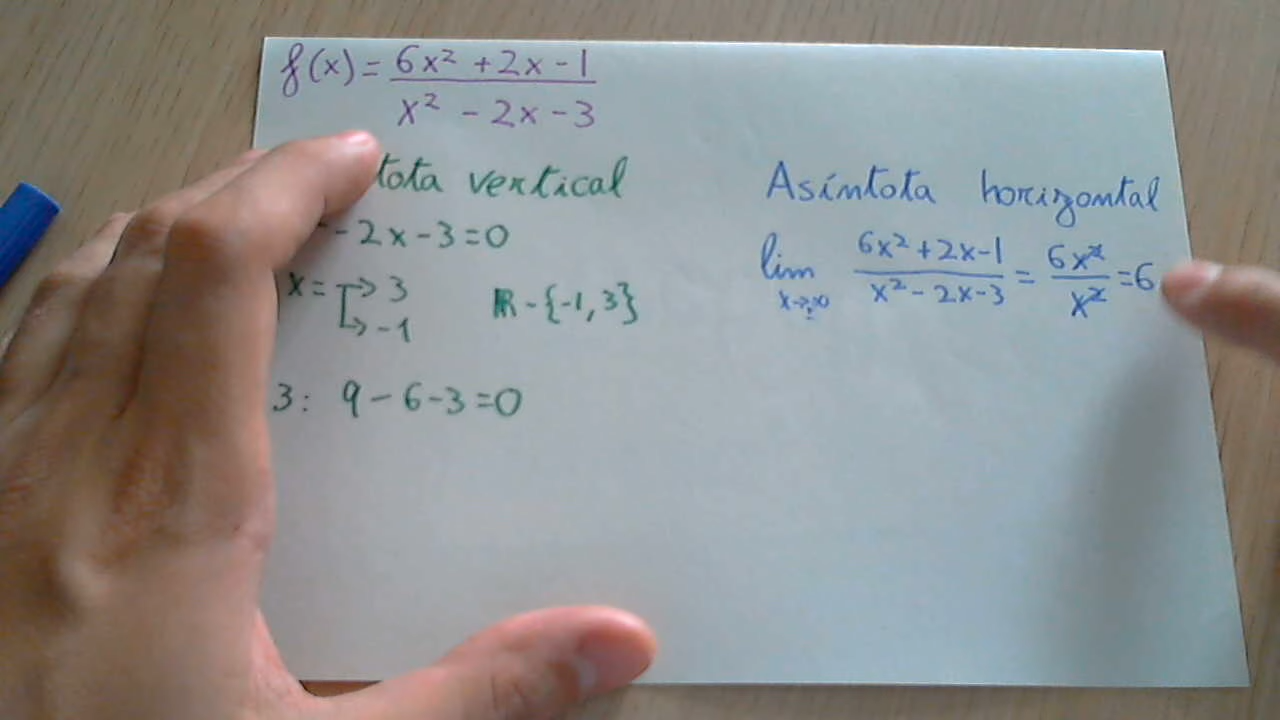 f(x) = 6x² + 2x - 1 / x² - 2x - 3
tota vertical
- 2x - 3 = 0
x = → 3
→ -1
R - {-1, 3}
3: 9 - 6 - 3 = 0
Asíntota horizontal
lim x→∞ 6x² + 2x - 1 / x² - 2x - 3 = 6x² / x² = 6